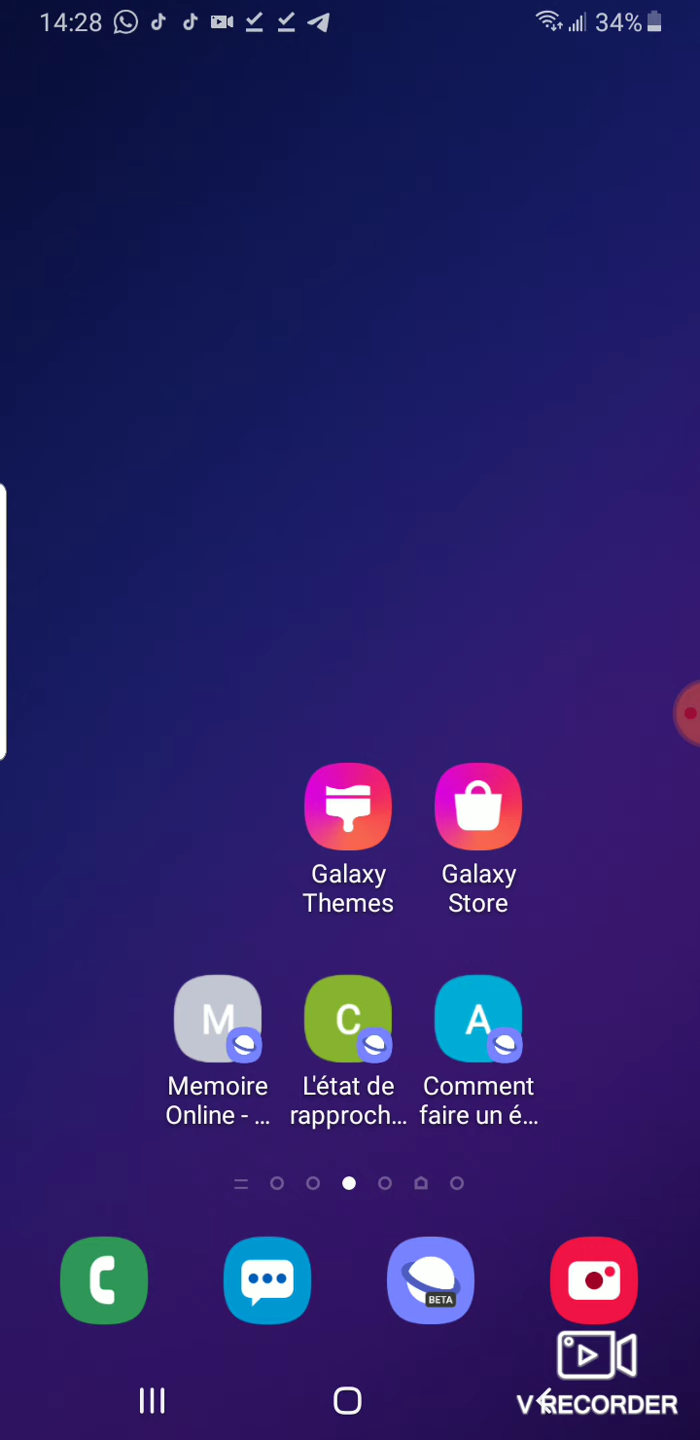 14:28
34%
Galaxy Themes
Galaxy Store
M
C
A
Memoire Online - ...
L'état de rapproch...
Comment faire un é...
BETA
V RECORDER